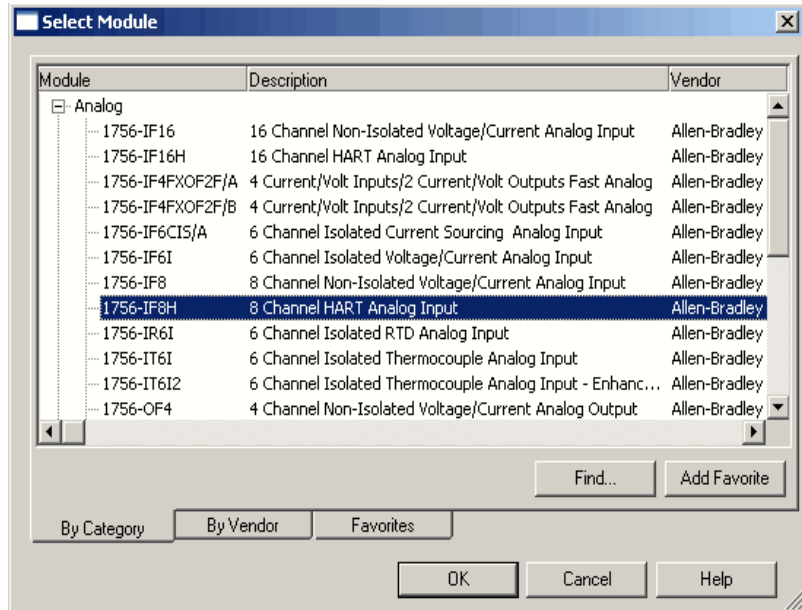 Select Module
Module Description Vendor
Analog
1756-IF16 16 Channel Non-Isolated Voltage/Current Analog Input Allen-Bradley
1756-IF16H 16 Channel HART Analog Input Allen-Bradley
1756-IF4FXOF2F/A 4 Current/Volt Inputs/2 Current/Volt Outputs Fast Analog Allen-Bradley
1756-IF4FXOF2F/B 4 Current/Volt Inputs/2 Current/Volt Outputs Fast Analog Allen-Bradley
1756-IF6CIS/A 6 Channel Isolated Current Sourcing Analog Input Allen-Bradley
1756-IF6I 6 Channel Isolated Voltage/Current Analog Input Allen-Bradley
1756-IF8 8 Channel Non-Isolated Voltage/Current Analog Input Allen-Bradley
1756-IF8H 8 Channel HART Analog Input Allen-Bradley
1756-IR6I 6 Channel Isolated RTD Analog Input Allen-Bradley
1756-IT6I 6 Channel Isolated Thermocouple Analog Input Allen-Bradley
1756-IT6I2 6 Channel Isolated Thermocouple Analog Input - Enhanc... Allen-Bradley
1756-OF4 4 Channel Non-Isolated Voltage/Current Analog Output Allen-Bradley
Find... Add Favorite
By Category By Vendor Favorites
OK Cancel Help